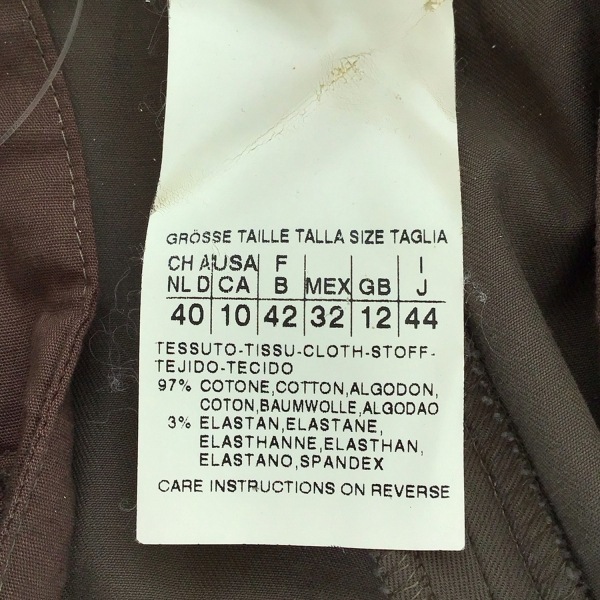 GRÖSSE TAILLE TALLA SIZE TAGLIA
CH A USA F I
NL D CA B MEX GB J
40 10 42 32 12 44
TESSUTO-TISSU-CLOTH-STOFF-
TEJIDO-TECIDO
97% COTONE,COTTON,ALGODON,
COTON,BAUMWOLLE,ALGODAO
3% ELASTAN,ELASTANE,
ELASTHANNE,ELASTHAN,
ELASTANO,SPANDEX
CARE INSTRUCTIONS ON REVERSE